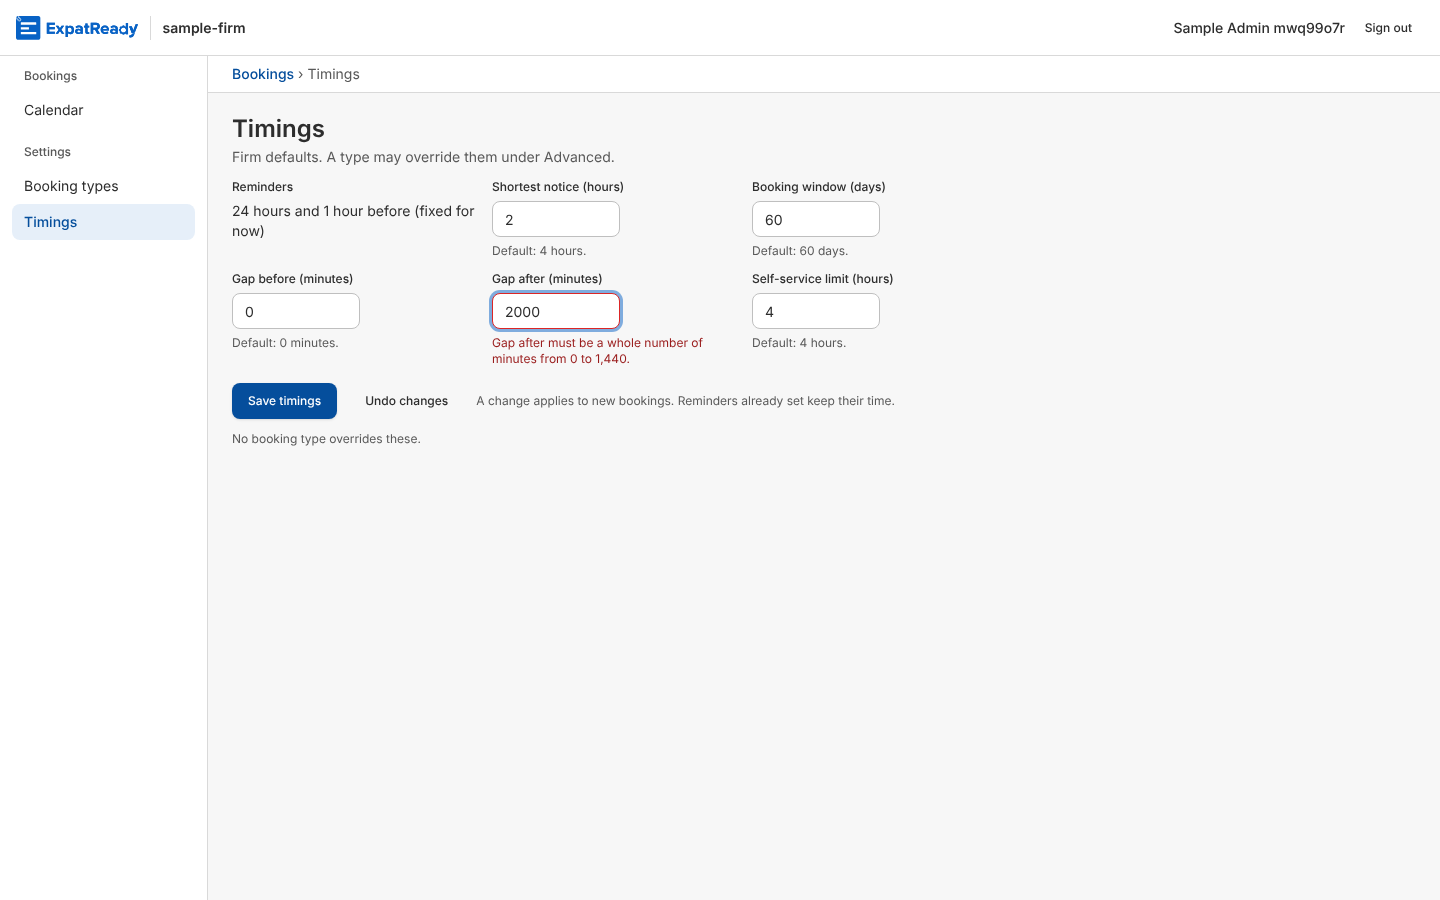 ExpatReady
sample-firm
Sample Admin mwq99o7r
Sign out
Bookings
Calendar
Settings
Booking types
Timings
Bookings › Timings
Timings
Firm defaults. A type may override them under Advanced.
Reminders
24 hours and 1 hour before (fixed for
now)
Shortest notice (hours)
2
Default: 4 hours.
Booking window (days)
60
Default: 60 days.
Gap before (minutes)
0
Default: 0 minutes.
Gap after (minutes)
2000
Gap after must be a whole number of
minutes from 0 to 1,440.
Self-service limit (hours)
4
Default: 4 hours.
Save timings
Undo changes
A change applies to new bookings. Reminders already set keep their time.
No booking type overrides these.